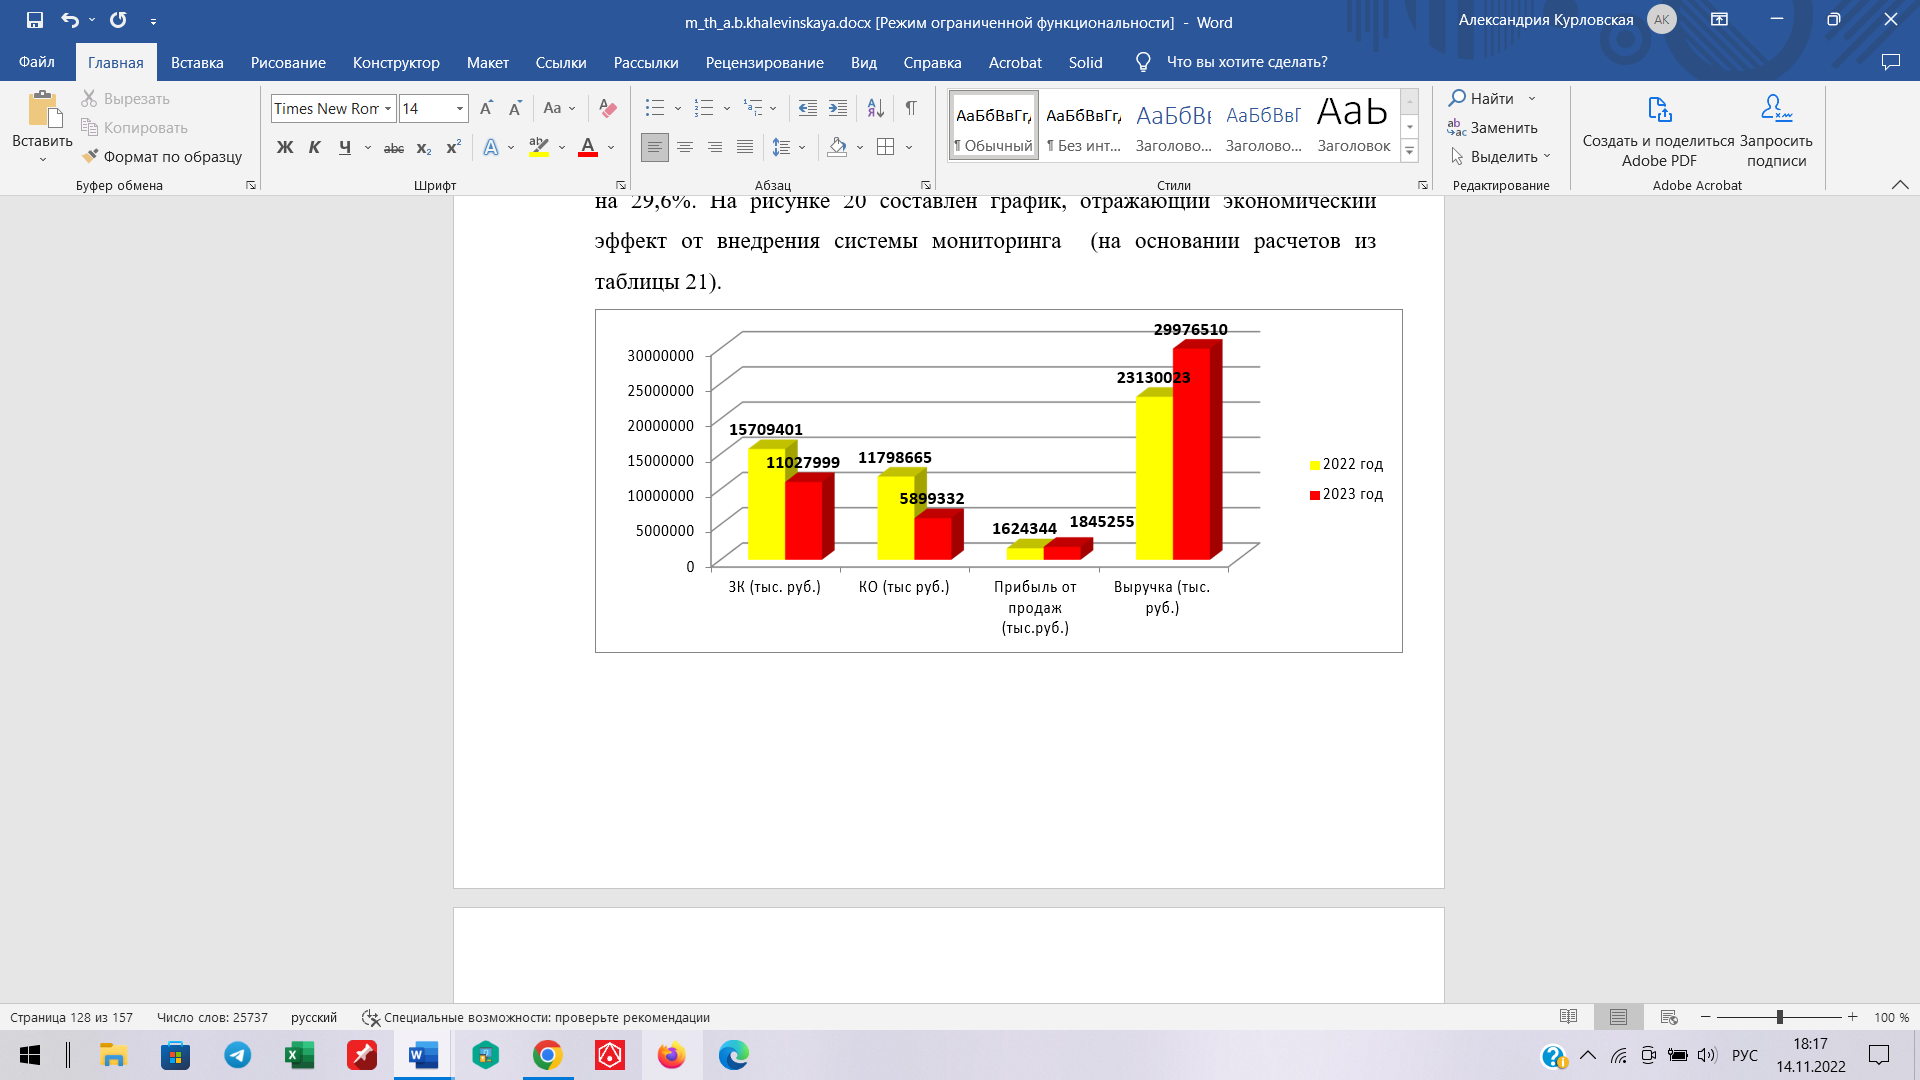 m_th_a.b.khalevinskaya.docx [Режим ограниченной функциональности] - Word
Александрия Курловская
АК
Файл
Главная
Вставка
Рисование
Конструктор
Макет
Ссылки
Рассылки
Рецензирование
Вид
Справка
Acrobat
Solid
Что вы хотите сделать?
Вставить
Вырезать
Копировать
Формат по образцу
Буфер обмена
Times New Ror
14
Aa
Ж К Ч abc x₂ x²
Шрифт
Абзац
АаБбВвГг,
¶ Обычный
АаБбВвГг,
¶ Без инт...
АаБбВв
Заголово...
АаБбВвГ
Заголово...
АаЬ
Заголовок
Стили
Найти
Заменить
Выделить
Редактирование
Создать и поделиться
Adobe PDF
Запросить
подписи
Adobe Acrobat
на 29,6%. На рисунке 20 составлен график, отражающий экономический
эффект от внедрения системы мониторинга (на основании расчетов из
таблицы 21).
30000000
25000000
20000000
15000000
10000000
5000000
0
15709401
11027999
11798665
5899332
1624344
1845255
23130023
29976510
ЗК (тыс. руб.)
КО (тыс руб.)
Прибыль от
продаж
(тыс.руб.)
Выручка (тыс.
руб.)
2022 год
2023 год
Страница 128 из 157
Число слов: 25737
русский
Специальные возможности: проверьте рекомендации
100 %
РУС
18:17
14.11.2022